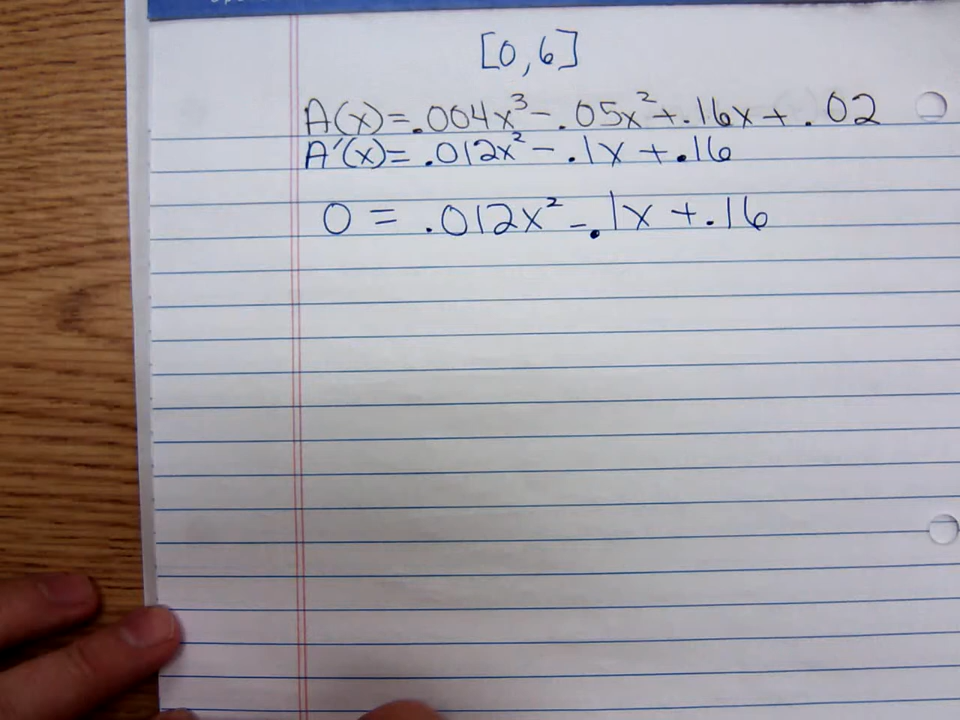 [0,6]
A(x)=.004x³-.05x²+.16x+.02
A'(x)=.012x²-.1x+.16
0=.012x²-.1x+.16